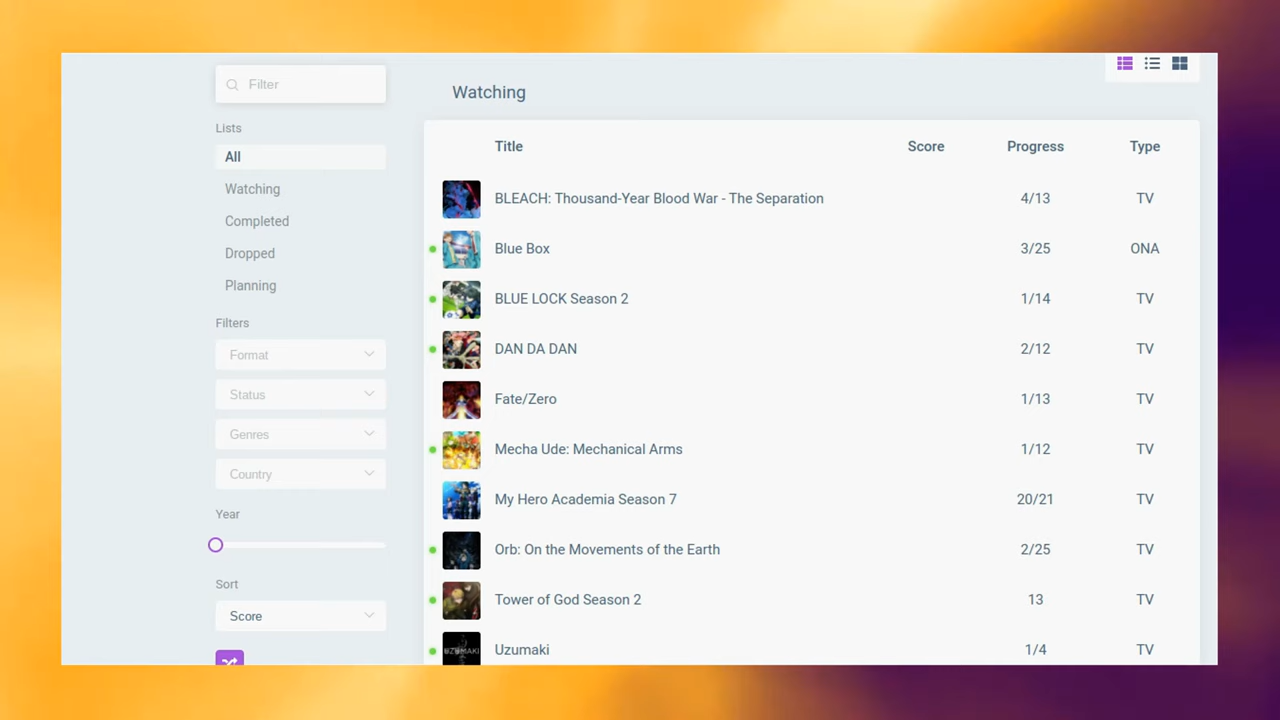 Filter
Lists
All
Watching
Completed
Dropped
Planning
Filters
Format
Status
Genres
Country
Year
Sort
Score
Watching
Title Score Progress Type
BLEACH: Thousand-Year Blood War - The Separation 4/13 TV
Blue Box 3/25 ONA
BLUE LOCK Season 2 1/14 TV
DAN DA DAN 2/12 TV
Fate/Zero 1/13 TV
Mecha Ude: Mechanical Arms 1/12 TV
My Hero Academia Season 7 20/21 TV
Orb: On the Movements of the Earth 2/25 TV
Tower of God Season 2 13 TV
UZUMAKI
Uzumaki 1/4 TV